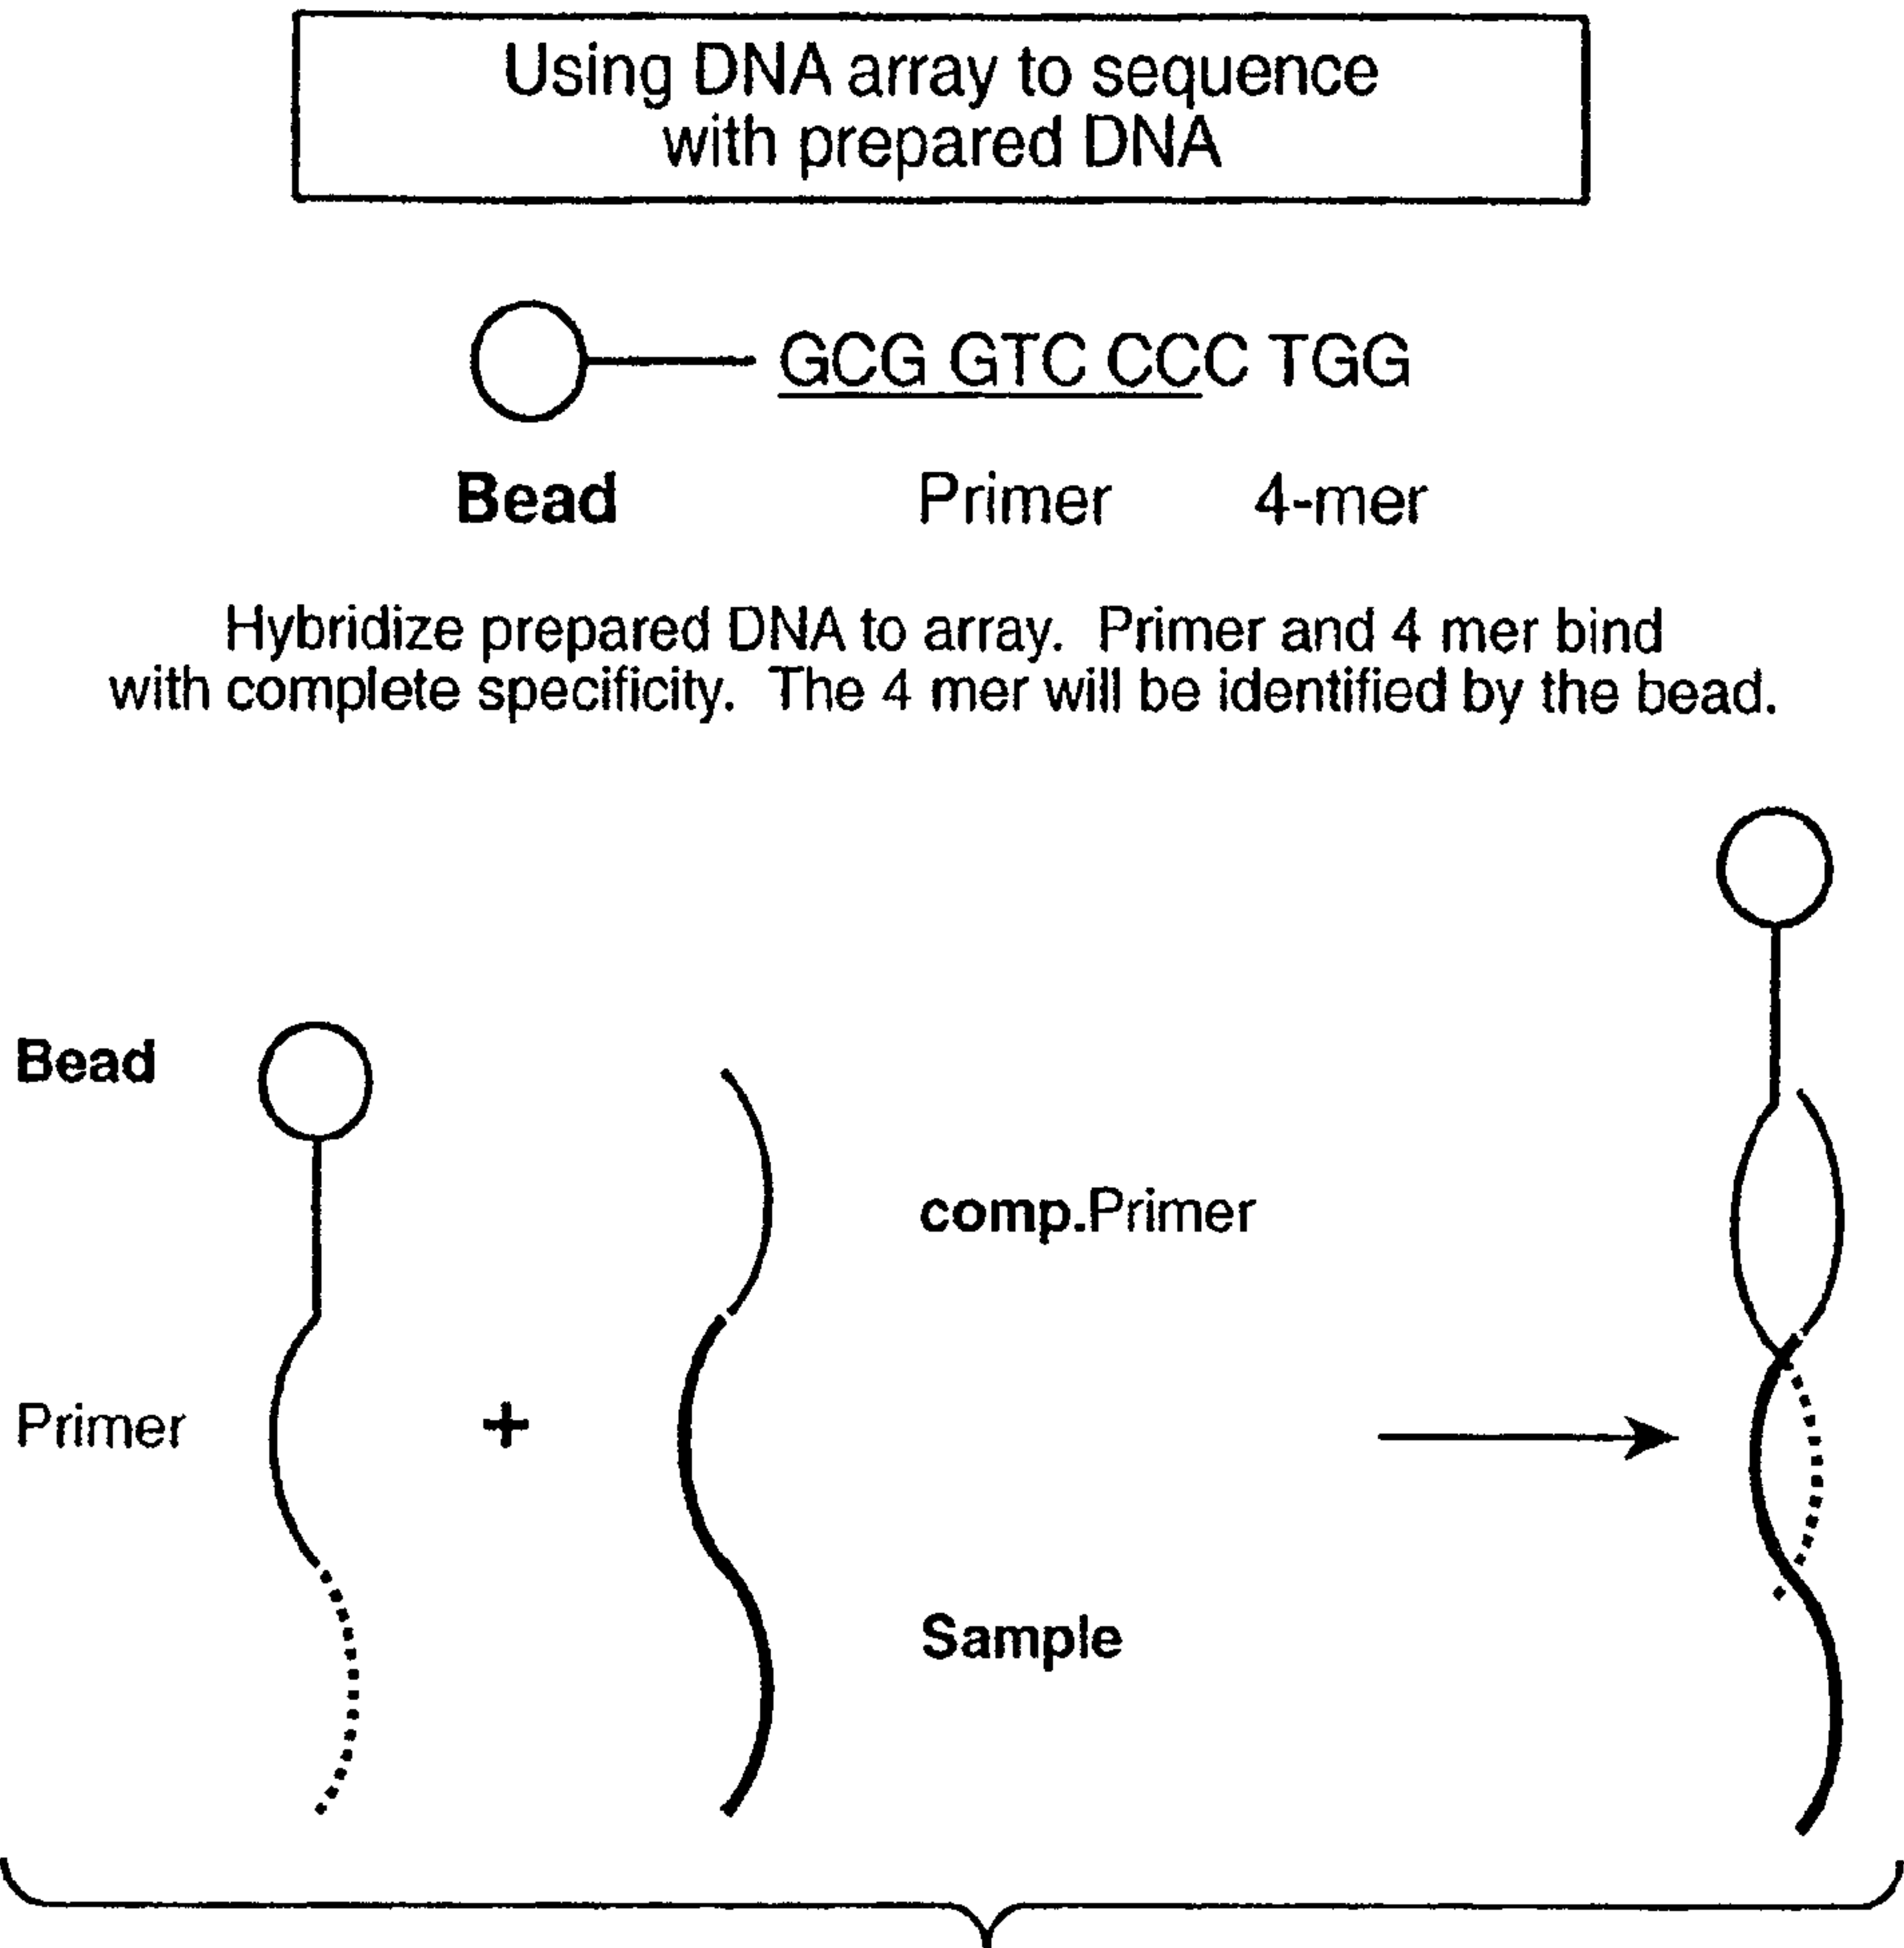 Using DNA array to sequence
with prepared DNA
GCG GTC CCC TGG
Bead Primer 4-mer
Hybridize prepared DNA to array. Primer and 4 mer bind
with complete specificity. The 4 mer will be identified by the bead.
Bead
comp.Primer
Primer +
Sample